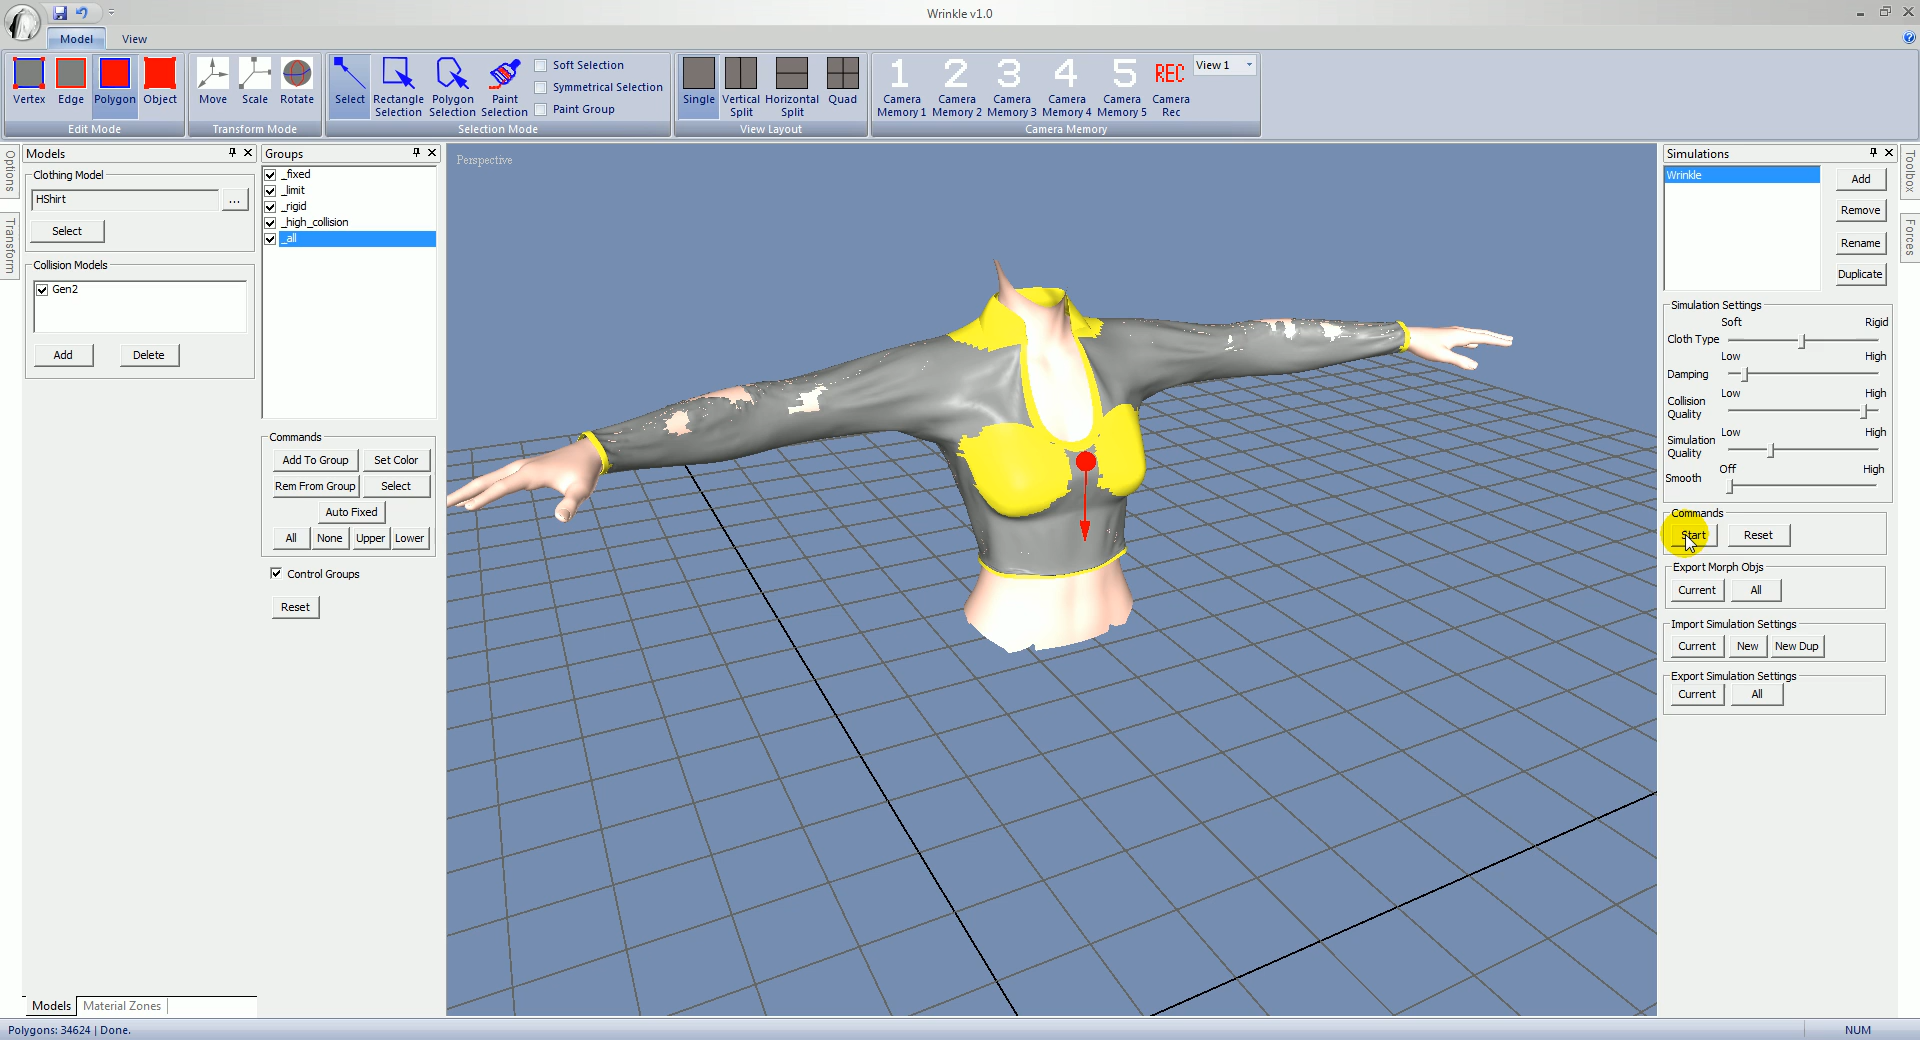 Wrinkle v1.0
Model
View
Vertex
Edge
Polygon
Object
Edit Mode
Move
Scale
Rotate
Transform Mode
Select
Rectangle Selection
Polygon Selection
Paint Selection
Soft Selection
Symmetrical Selection
Paint Group
Selection Mode
Single
Vertical Split
Horizontal Split
Quad
View Layout
1
Camera Memory 1
2
Camera Memory 2
3
Camera Memory 3
4
Camera Memory 4
5
Camera Memory 5
REC
Camera Rec
View 1
Camera Memory
Options
Transform
Models
Clothing Model
HShirt
...
Select
Collision Models
Gen2
Add
Delete
Groups
_fixed
_limit
_rigid
_high_collision
_all
Commands
Add To Group
Set Color
Rem From Group
Select
Auto Fixed
All
None
Upper
Lower
Control Groups
Reset
Perspective
Simulations
Wrinkle
Add
Remove
Rename
Duplicate
Simulation Settings
Soft
Rigid
Cloth Type
Low
High
Damping
Low
High
Collision Quality
Low
High
Simulation Quality
Off
High
Smooth
Commands
Start
Reset
Export Morph Objs
Current
All
Import Simulation Settings
Current
New
New Dup
Export Simulation Settings
Current
All
Toolbox
Forces
Models
Material Zones
Polygons: 34624 | Done.
NUM